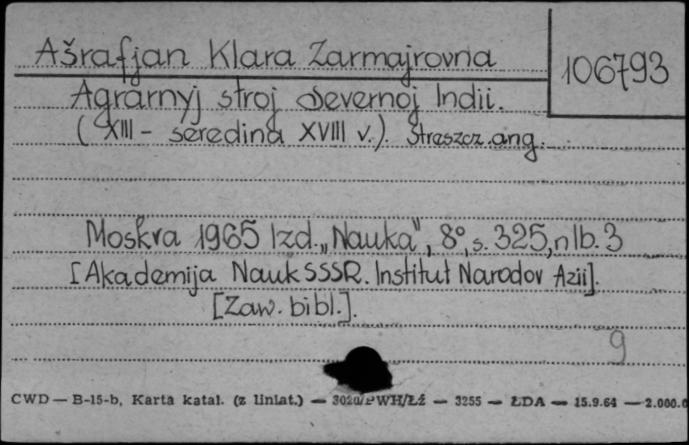 Ašrafjan Klara Zarmajrovna
106793
Agrarnyj stroj Severnoj Indii.
(XIII - seredina XVIII v.). Streszcz. ang.
Moskva 1965 Izd. „Nauka", 8°, s. 325, nlb. 3
[Akademija Nauk SSSR. Institut Narodov Azii].
[Zaw. bibl.].
9
CWD — B-15-b, Karta katal. (z liniat.) — 3020/PWH/Łź — 3255 — ŁDA — 15.9.64 — 2.000.0